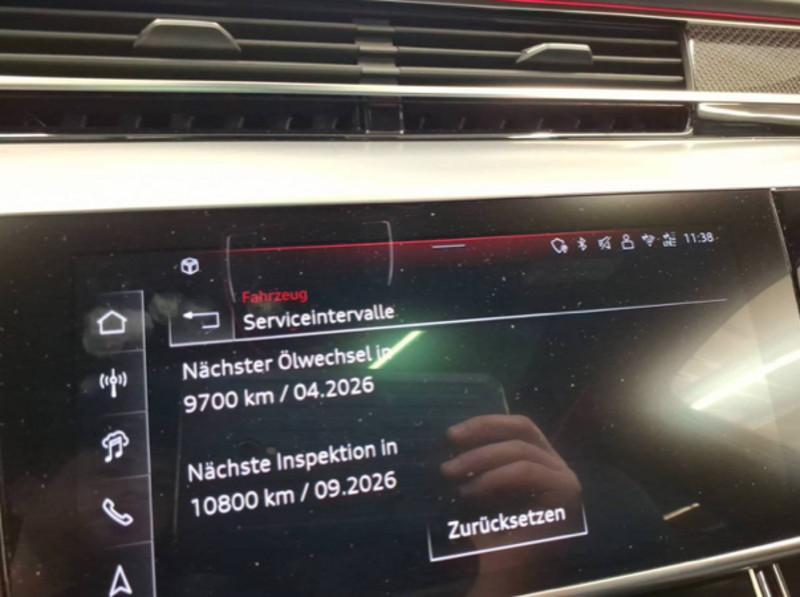 11:38
Fahrzeug
Serviceintervalle
Nächster Ölwechsel in
9700 km / 04.2026
Nächste Inspektion in
10800 km / 09.2026
Zurücksetzen